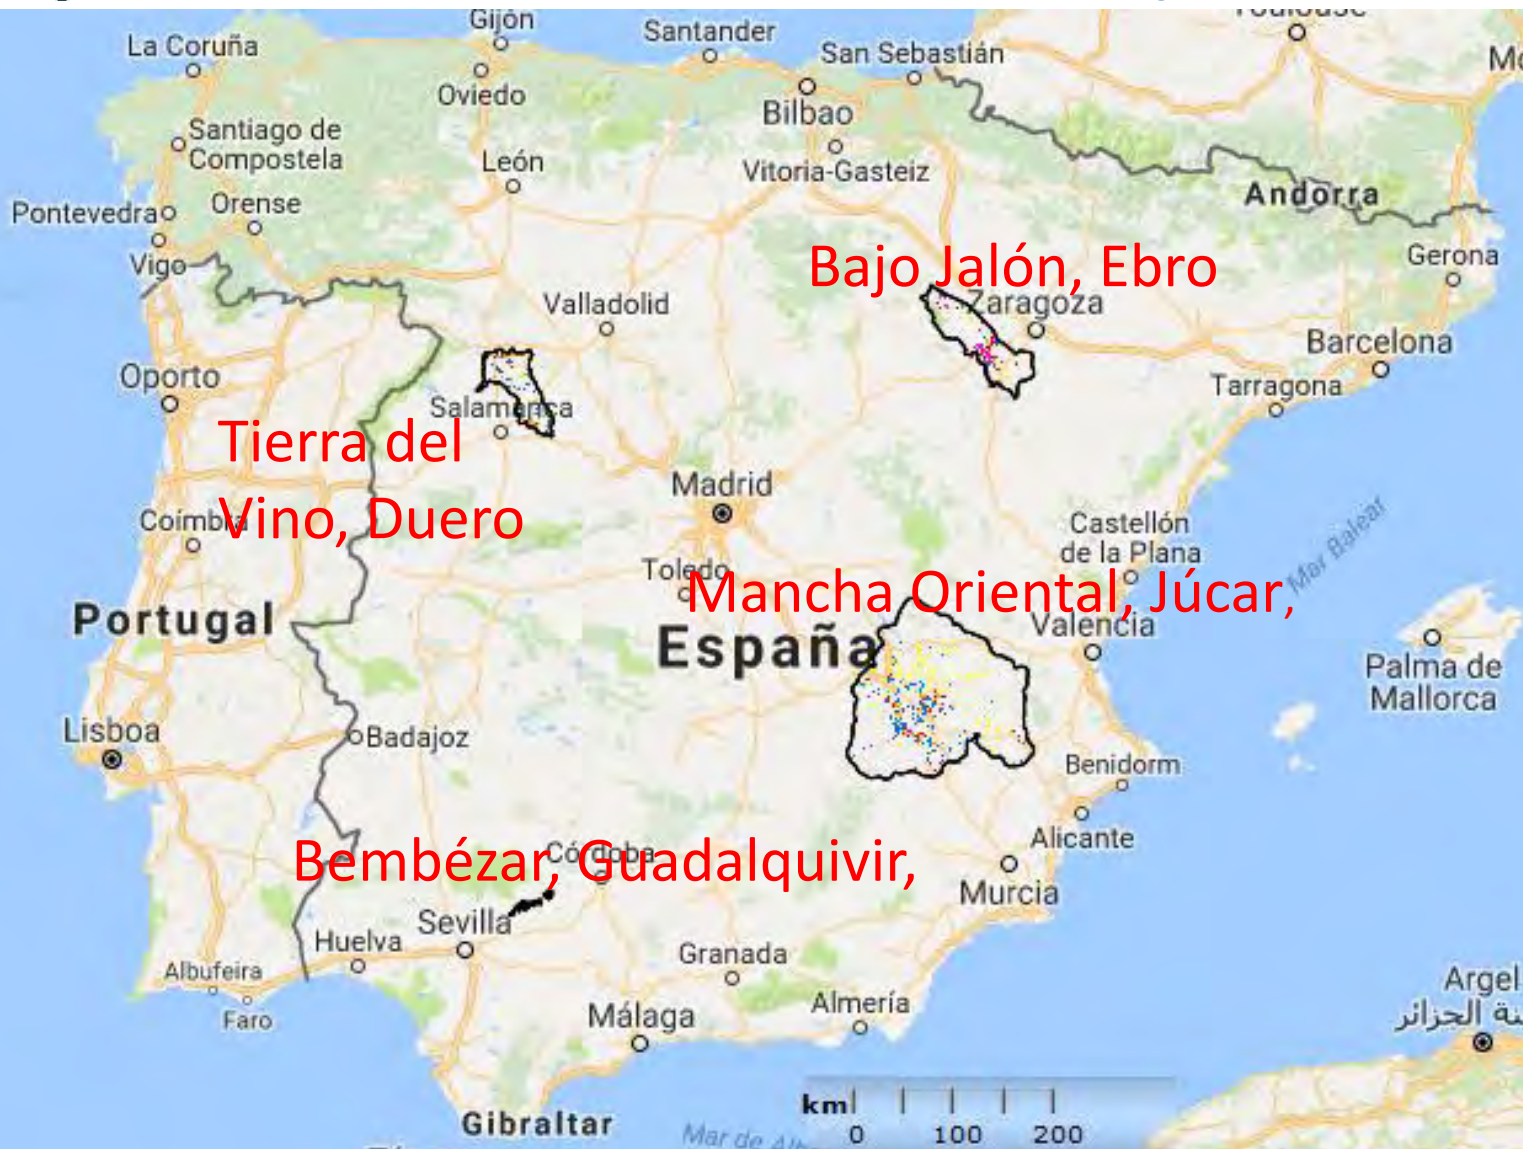 Gijón
Santander
La Coruña
San Sebastián
Oviedo
Bilbao
Santiago de
Compostela
León
Vitoria-Gasteiz
Andorra
Pontevedra
Orense
Vigo
Gerona
Bajo Jalón, Ebro
Valladolid
Zaragoza
Barcelona
Oporto
Tarragona
Salamanca
Tierra del
Vino, Duero
Madrid
Coímbra
Castellón
de la Plana
Mar Balear
Toledo
Mancha Oriental, Júcar,
Portugal
España
Valencia
Palma de
Mallorca
Lisboa
Badajoz
Benidorm
Alicante
Bembézar, Guadalquivir,
Córdoba
Murcia
Sevilla
Huelva
Granada
Albufeira
Faro
Almería
Málaga
Argel
الجزائر
km
0 100 200
Gibraltar
Mar de